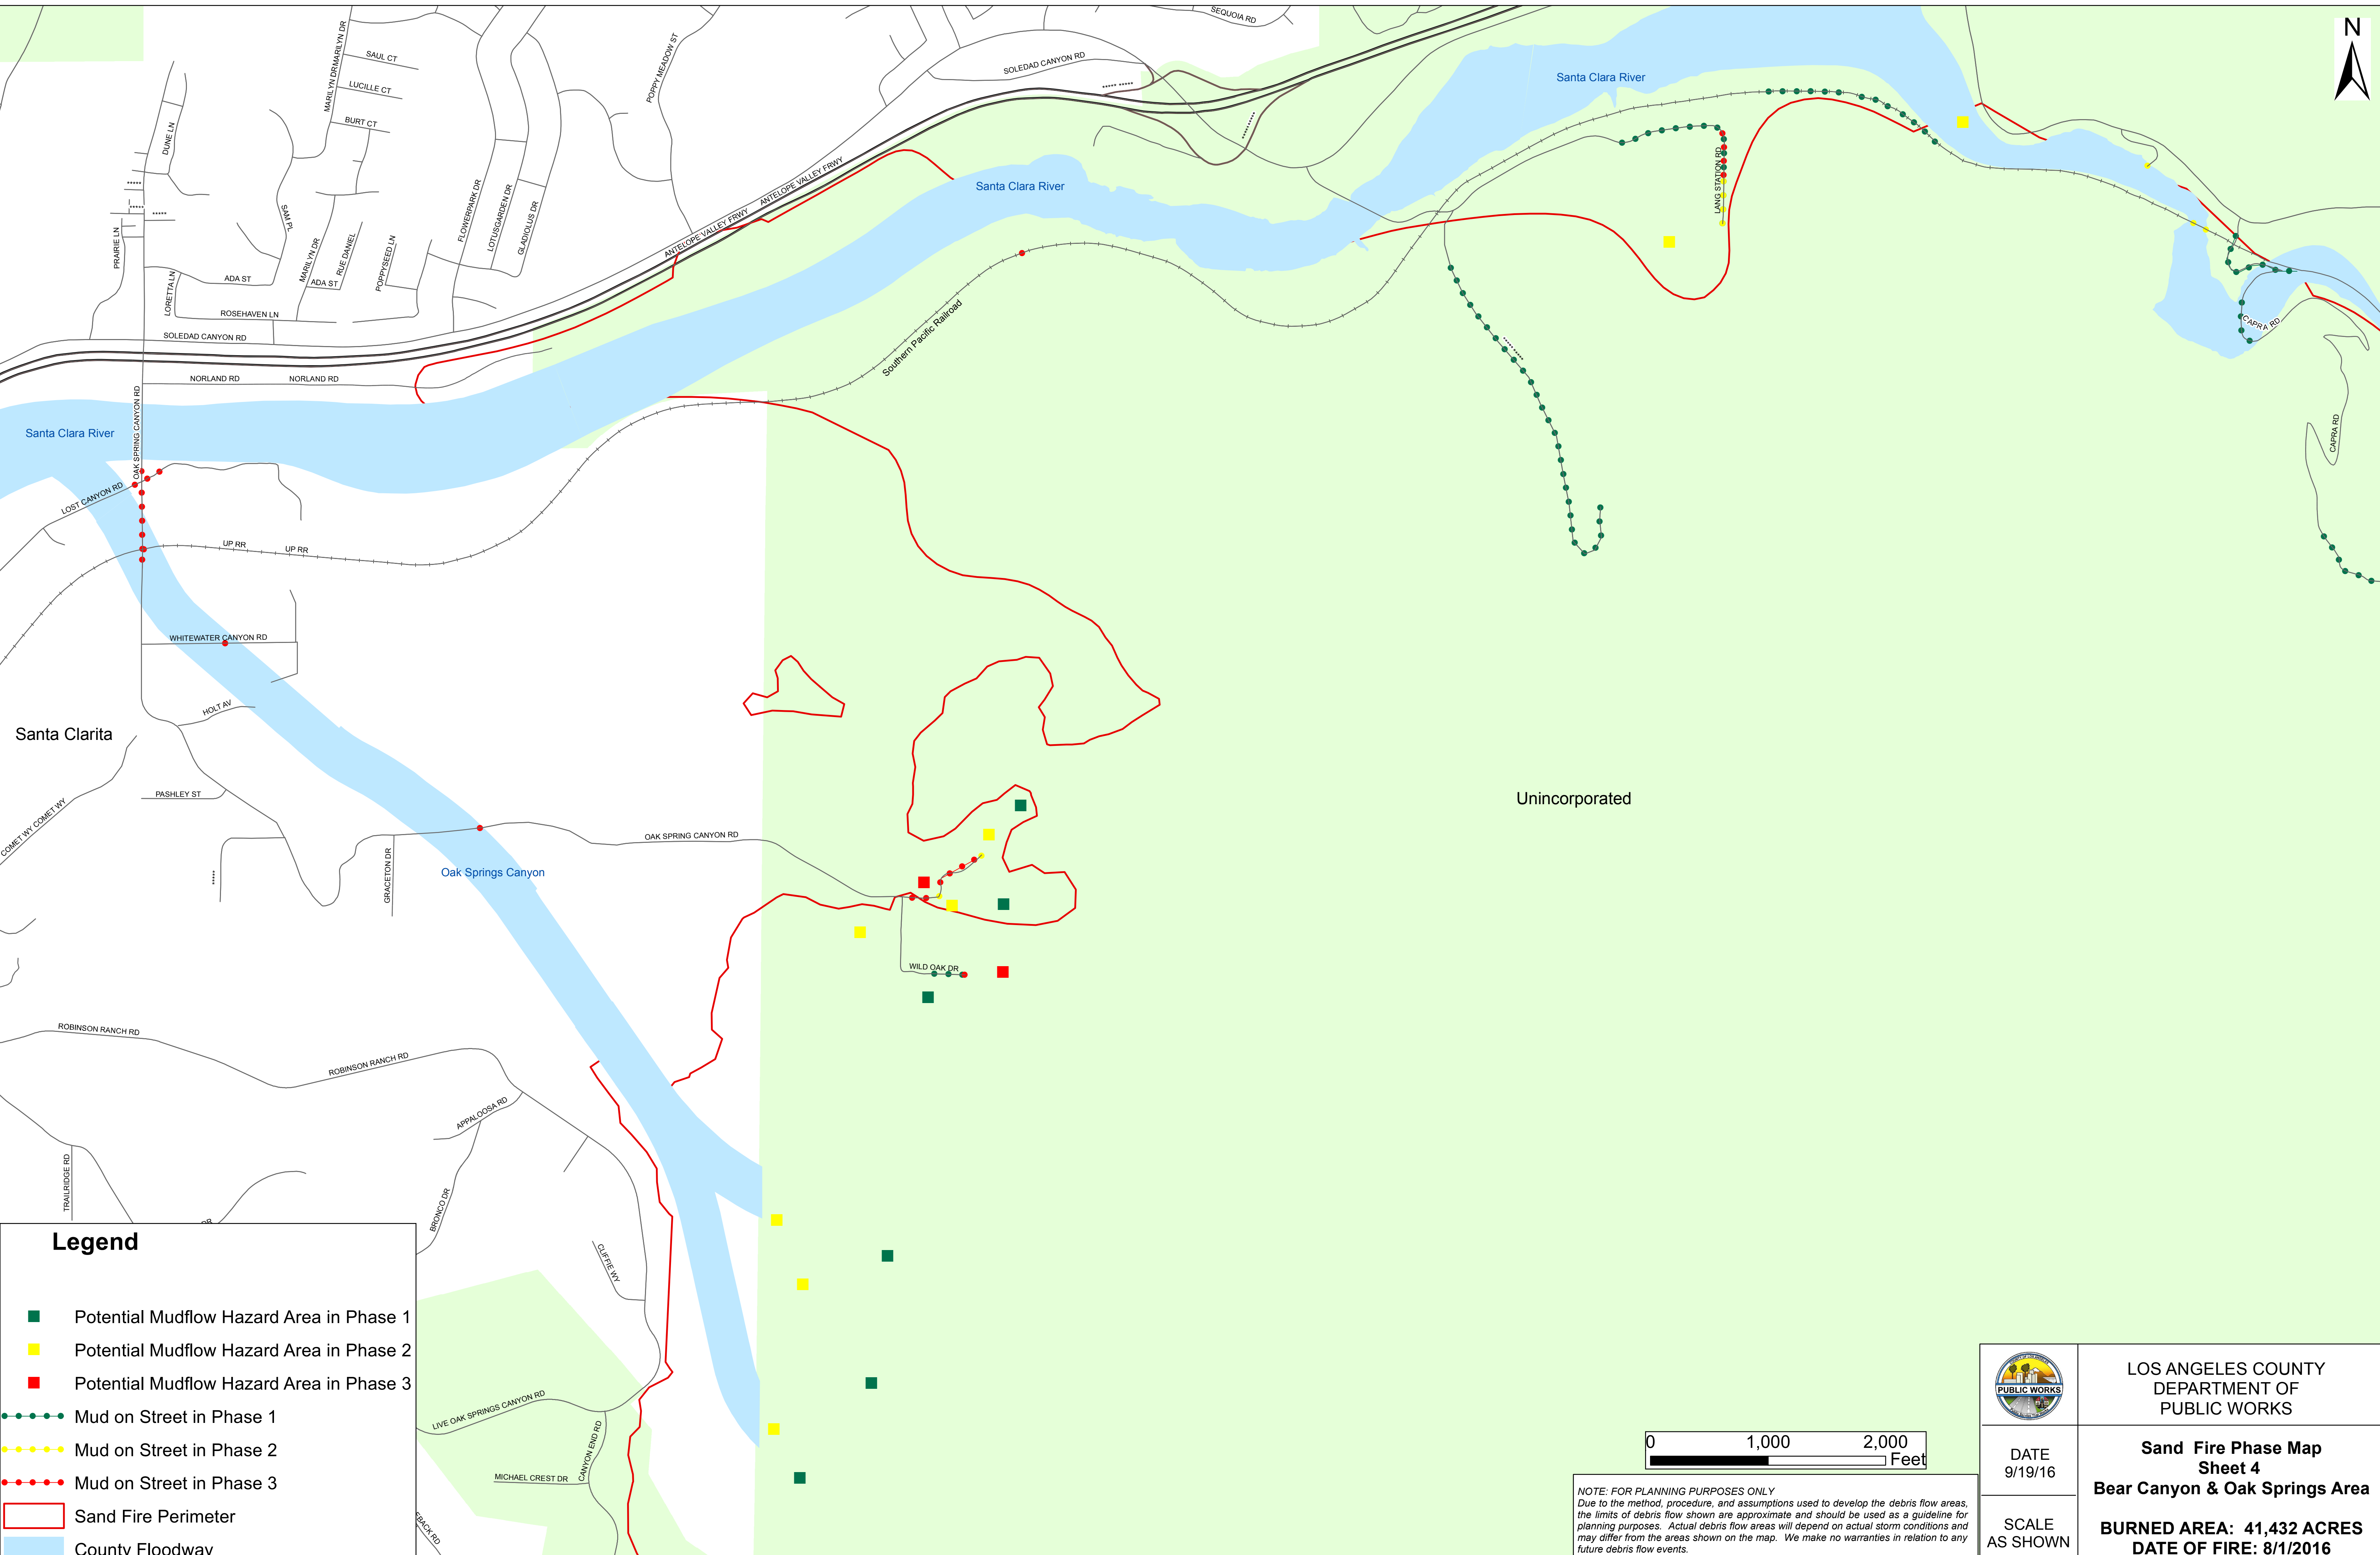 SEQUOIA RD
N
SAUL CT
LUCILLE CT
BURT CT
MARILYN DR
MARILYN DR
DUNE LN
POPPY MEADOW ST
SOLEDAD CANYON RD
Santa Clara River
Santa Clara River
ANTELOPE VALLEY FRWY
ANTELOPE VALLEY FRWY
LANG STATION RD
PRAIRIE LN
SAM PL
MARILYN DR
RUE DANIEL
POPPYSEED LN
FLOWERPARK DR
LOTUSGARDEN DR
GLADIOLUS DR
LORETTA LN
ADA ST
ADA ST
ROSEHAVEN LN
SOLEDAD CANYON RD
NORLAND RD
NORLAND RD
Southern Pacific Railroad
CAPRA RD
CAPRA RD
Santa Clara River
OAK SPRING CANYON RD
LOST CANYON RD
UP RR
UP RR
WHITEWATER CANYON RD
HOLT AV
Santa Clarita
PASHLEY ST
COMET WY
COMET WY
GRACETON DR
OAK SPRING CANYON RD
Oak Springs Canyon
Unincorporated
WILD OAK DR
ROBINSON RANCH RD
ROBINSON RANCH RD
APPALOOSA RD
TRAILRIDGE RD
BRONCO DR
CLIFFIE WY
DR
LIVE OAK SPRINGS CANYON RD
CANYON END RD
MICHAEL CREST DR
EBACK RD
Legend
Potential Mudflow Hazard Area in Phase 1
Potential Mudflow Hazard Area in Phase 2
Potential Mudflow Hazard Area in Phase 3
Mud on Street in Phase 1
Mud on Street in Phase 2
Mud on Street in Phase 3
Sand Fire Perimeter
County Floodway
0 1,000 2,000
Feet
NOTE: FOR PLANNING PURPOSES ONLY
Due to the method, procedure, and assumptions used to develop the debris flow areas,
the limits of debris flow shown are approximate and should be used as a guideline for
planning purposes. Actual debris flow areas will depend on actual storm conditions and
may differ from the areas shown on the map. We make no warranties in relation to any
future debris flow events.
PUBLIC WORKS
LOS ANGELES COUNTY
DEPARTMENT OF
PUBLIC WORKS
DATE
9/19/16
SCALE
AS SHOWN
Sand Fire Phase Map
Sheet 4
Bear Canyon & Oak Springs Area
BURNED AREA: 41,432 ACRES
DATE OF FIRE: 8/1/2016